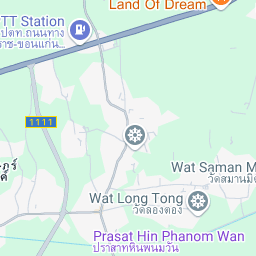 Land Of Dream
PTT Station
ปตท.ถนนทาง
ราช-ขอนแก่น...
1111
Wat Saman M
วัดสมานมิต
Wat Long Tong
วัดลองตอง
Prasat Hin Phanom Wan
ปราสาทหินพนมวัน